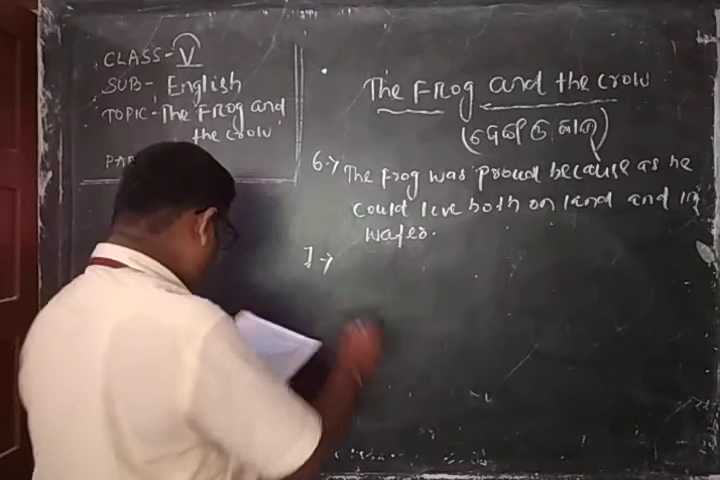 CLASS - V
SUB - English
TOPIC - The Frog and
the crow
The Frog and the crow
(ବେଙ୍ଗ ଓ କାଉ)
6.→ The frog was proud because as he
could live both on land and in
water.
7 →